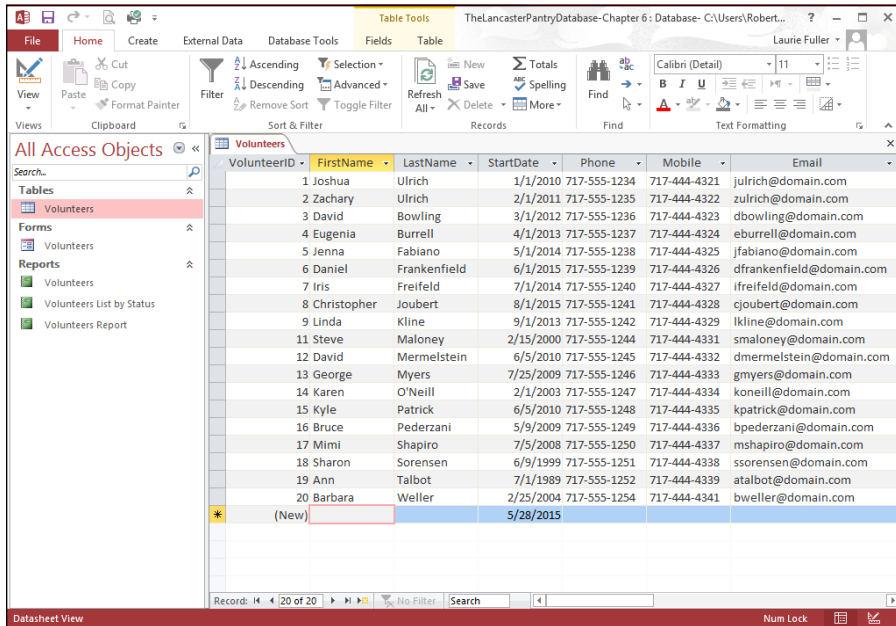 Table Tools TheLancasterPantryDatabase-Chapter 6 : Database- C:\Users\Robert... ? – □ ×
File Home Create External Data Database Tools Fields Table Laurie Fuller
View Paste Cut Copy Format Painter
Filter Ascending Descending Remove Sort Selection Advanced Toggle Filter
Refresh All New Save Delete Totals Spelling More
Find
Calibri (Detail) 11
B I U
Views Clipboard Sort & Filter Records Find Text Formatting
All Access Objects
Search...
Tables
Volunteers
Forms
Volunteers
Reports
Volunteers
Volunteers List by Status
Volunteers Report
Volunteers
VolunteerID FirstName LastName StartDate Phone Mobile Email
1 Joshua Ulrich 1/1/2010 717-555-1234 717-444-4321 julrich@domain.com
2 Zachary Ulrich 2/1/2011 717-555-1235 717-444-4322 zulrich@domain.com
3 David Bowling 3/1/2012 717-555-1236 717-444-4323 dbowling@domain.com
4 Eugenia Burrell 4/1/2013 717-555-1237 717-444-4324 eburrell@domain.com
5 Jenna Fabiano 5/1/2014 717-555-1238 717-444-4325 jfabiano@domain.com
6 Daniel Frankenfield 6/1/2015 717-555-1239 717-444-4326 dfrankenfield@domain.com
7 Iris Freifeld 7/1/2014 717-555-1240 717-444-4327 ifreifeld@domain.com
8 Christopher Joubert 8/1/2015 717-555-1241 717-444-4328 cjoubert@domain.com
9 Linda Kline 9/1/2013 717-555-1242 717-444-4329 lkline@domain.com
11 Steve Maloney 2/15/2000 717-555-1244 717-444-4331 smaloney@domain.com
12 David Mermelstein 6/5/2010 717-555-1245 717-444-4332 dmermelstein@domain.com
13 George Myers 7/25/2009 717-555-1246 717-444-4333 gmyers@domain.com
14 Karen O'Neill 2/1/2003 717-555-1247 717-444-4334 koneill@domain.com
15 Kyle Patrick 6/5/2010 717-555-1248 717-444-4335 kpatrick@domain.com
16 Bruce Pederzani 5/9/2009 717-555-1249 717-444-4336 bpederzani@domain.com
17 Mimi Shapiro 7/5/2008 717-555-1250 717-444-4337 mshapiro@domain.com
18 Sharon Sorensen 6/9/1999 717-555-1251 717-444-4338 ssorensen@domain.com
19 Ann Talbot 7/1/1989 717-555-1252 717-444-4339 atalbot@domain.com
20 Barbara Weller 2/25/2004 717-555-1254 717-444-4341 bweller@domain.com
(New) 5/28/2015
Record: 20 of 20 No Filter Search
Datasheet View Num Lock